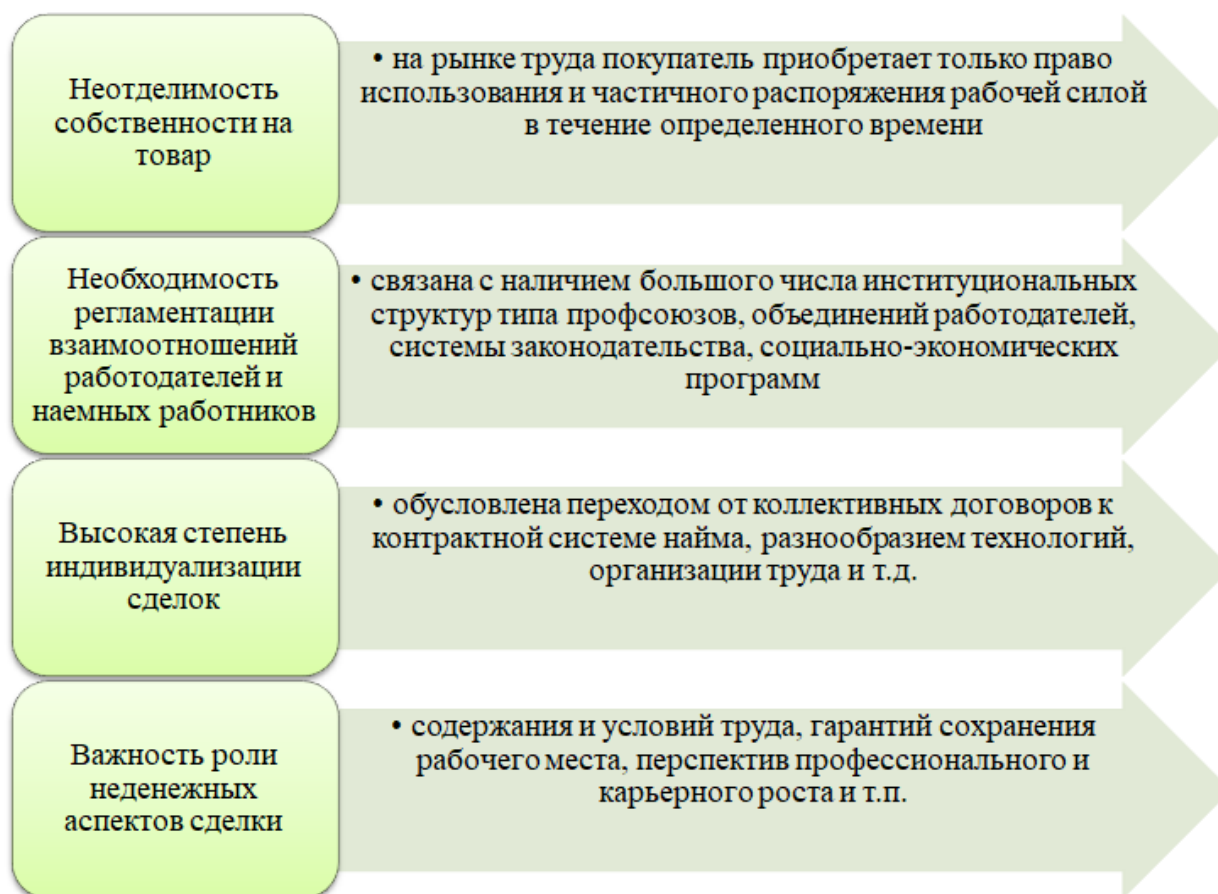 Неотделимость
собственности на
товар
• на рынке труда покупатель приобретает только право
использования и частичного распоряжения рабочей силой
в течение определенного времени
Необходимость
регламентации
взаимоотношений
работодателей и
наемных работников
• связана с наличием большого числа институциональных
структур типа профсоюзов, объединений работодателей,
системы законодательства, социально-экономических
программ
Высокая степень
индивидуализации
сделок
• обусловлена переходом от коллективных договоров к
контрактной системе найма, разнообразием технологий,
организации труда и т.д.
Важность роли
неденежных
аспектов сделки
• содержания и условий труда, гарантий сохранения
рабочего места, перспектив профессионального и
карьерного роста и т.п.